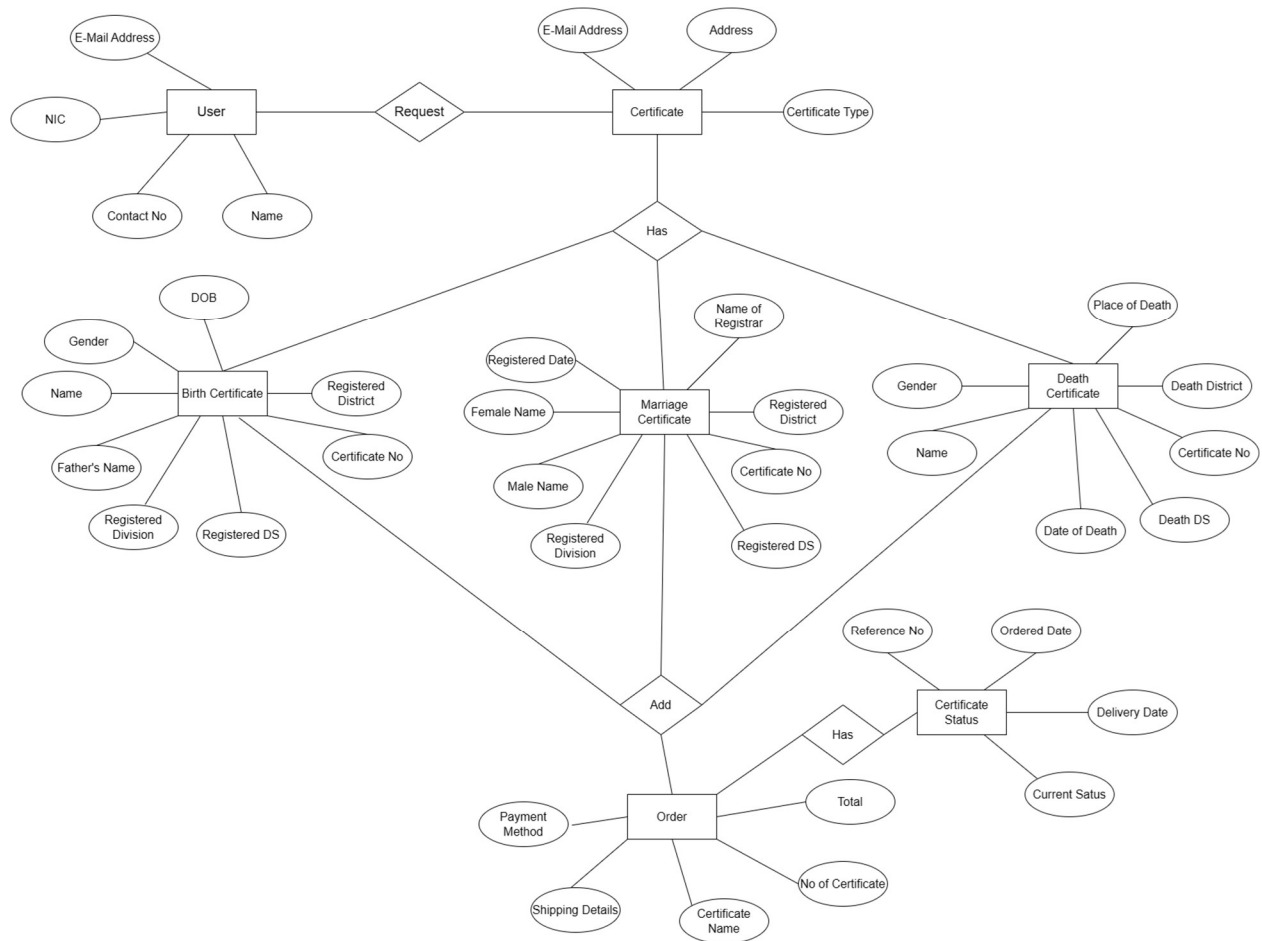 E-Mail Address
E-Mail Address
Address
User
Request
Certificate
Certificate Type
NIC
Contact No
Name
Has
DOB
Gender
Name
Birth Certificate
Registered
District
Father's Name
Certificate No
Registered
Division
Registered DS
Name of
Registrar
Registered Date
Female Name
Marriage
Certificate
Registered
District
Male Name
Certificate No
Registered
Division
Registered DS
Place of Death
Gender
Death
Certificate
Death District
Name
Certificate No
Date of Death
Death DS
Reference No
Ordered Date
Add
Has
Certificate
Status
Delivery Date
Current Satus
Payment
Method
Order
Total
Shipping Details
Certificate
Name
No of Certificate